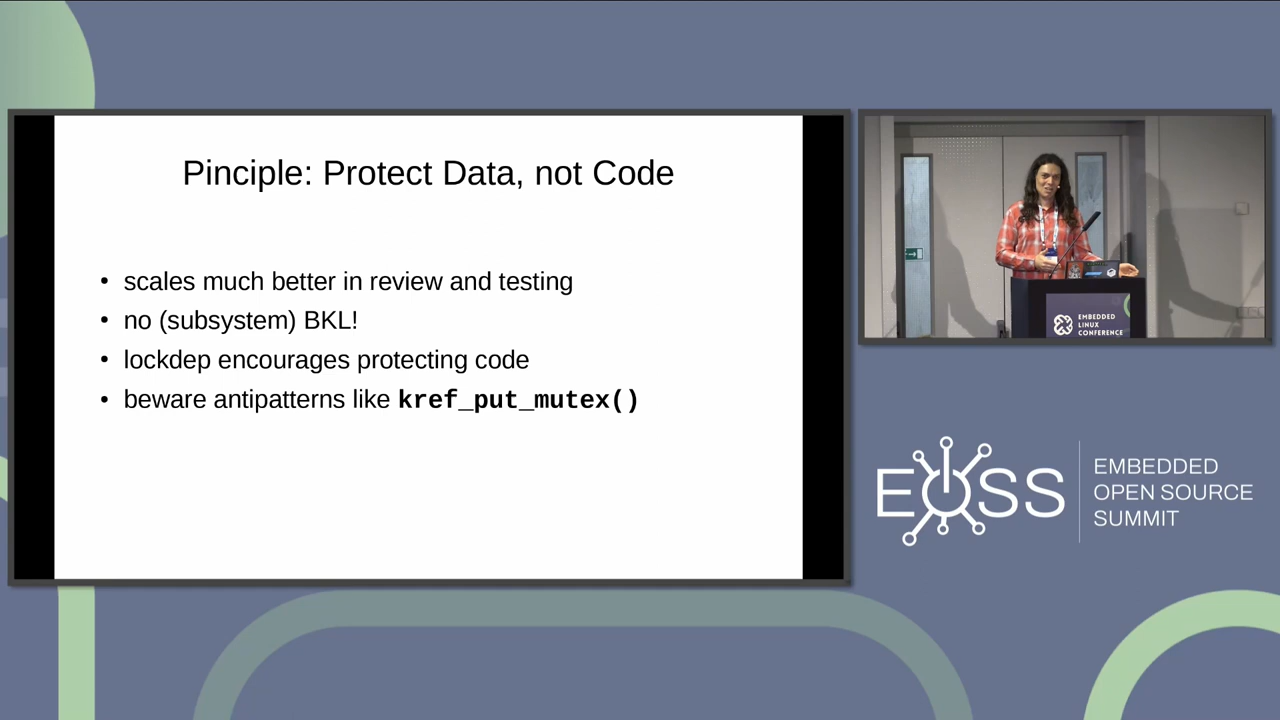 Pinciple: Protect Data, not Code
• scales much better in review and testing
• no (subsystem) BKL!
• lockdep encourages protecting code
• beware antipatterns like kref_put_mutex()
EMBEDDED
LINUX
CONFERENCE
EOSS
EMBEDDED
OPEN SOURCE
SUMMIT